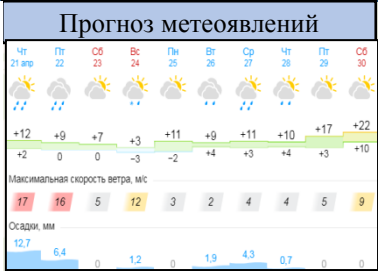 Прогноз метеоявлений
Чт Пт Сб Вс Пн Вт Ср Чт Пт Сб
21 апр 22 23 24 25 26 27 28 29 30
+12 +9 +7 +3 +11 +9 +11 +10 +17 +22
+2 0 0 −3 −2 +4 +4 +3 +3 +10
Максимальная скорость ветра, м/с
17 16 5 12 3 2 4 4 5 9
Осадки, мм
12,7 6,4 0 1,2 0 1,9 4,3 0,7 0 0